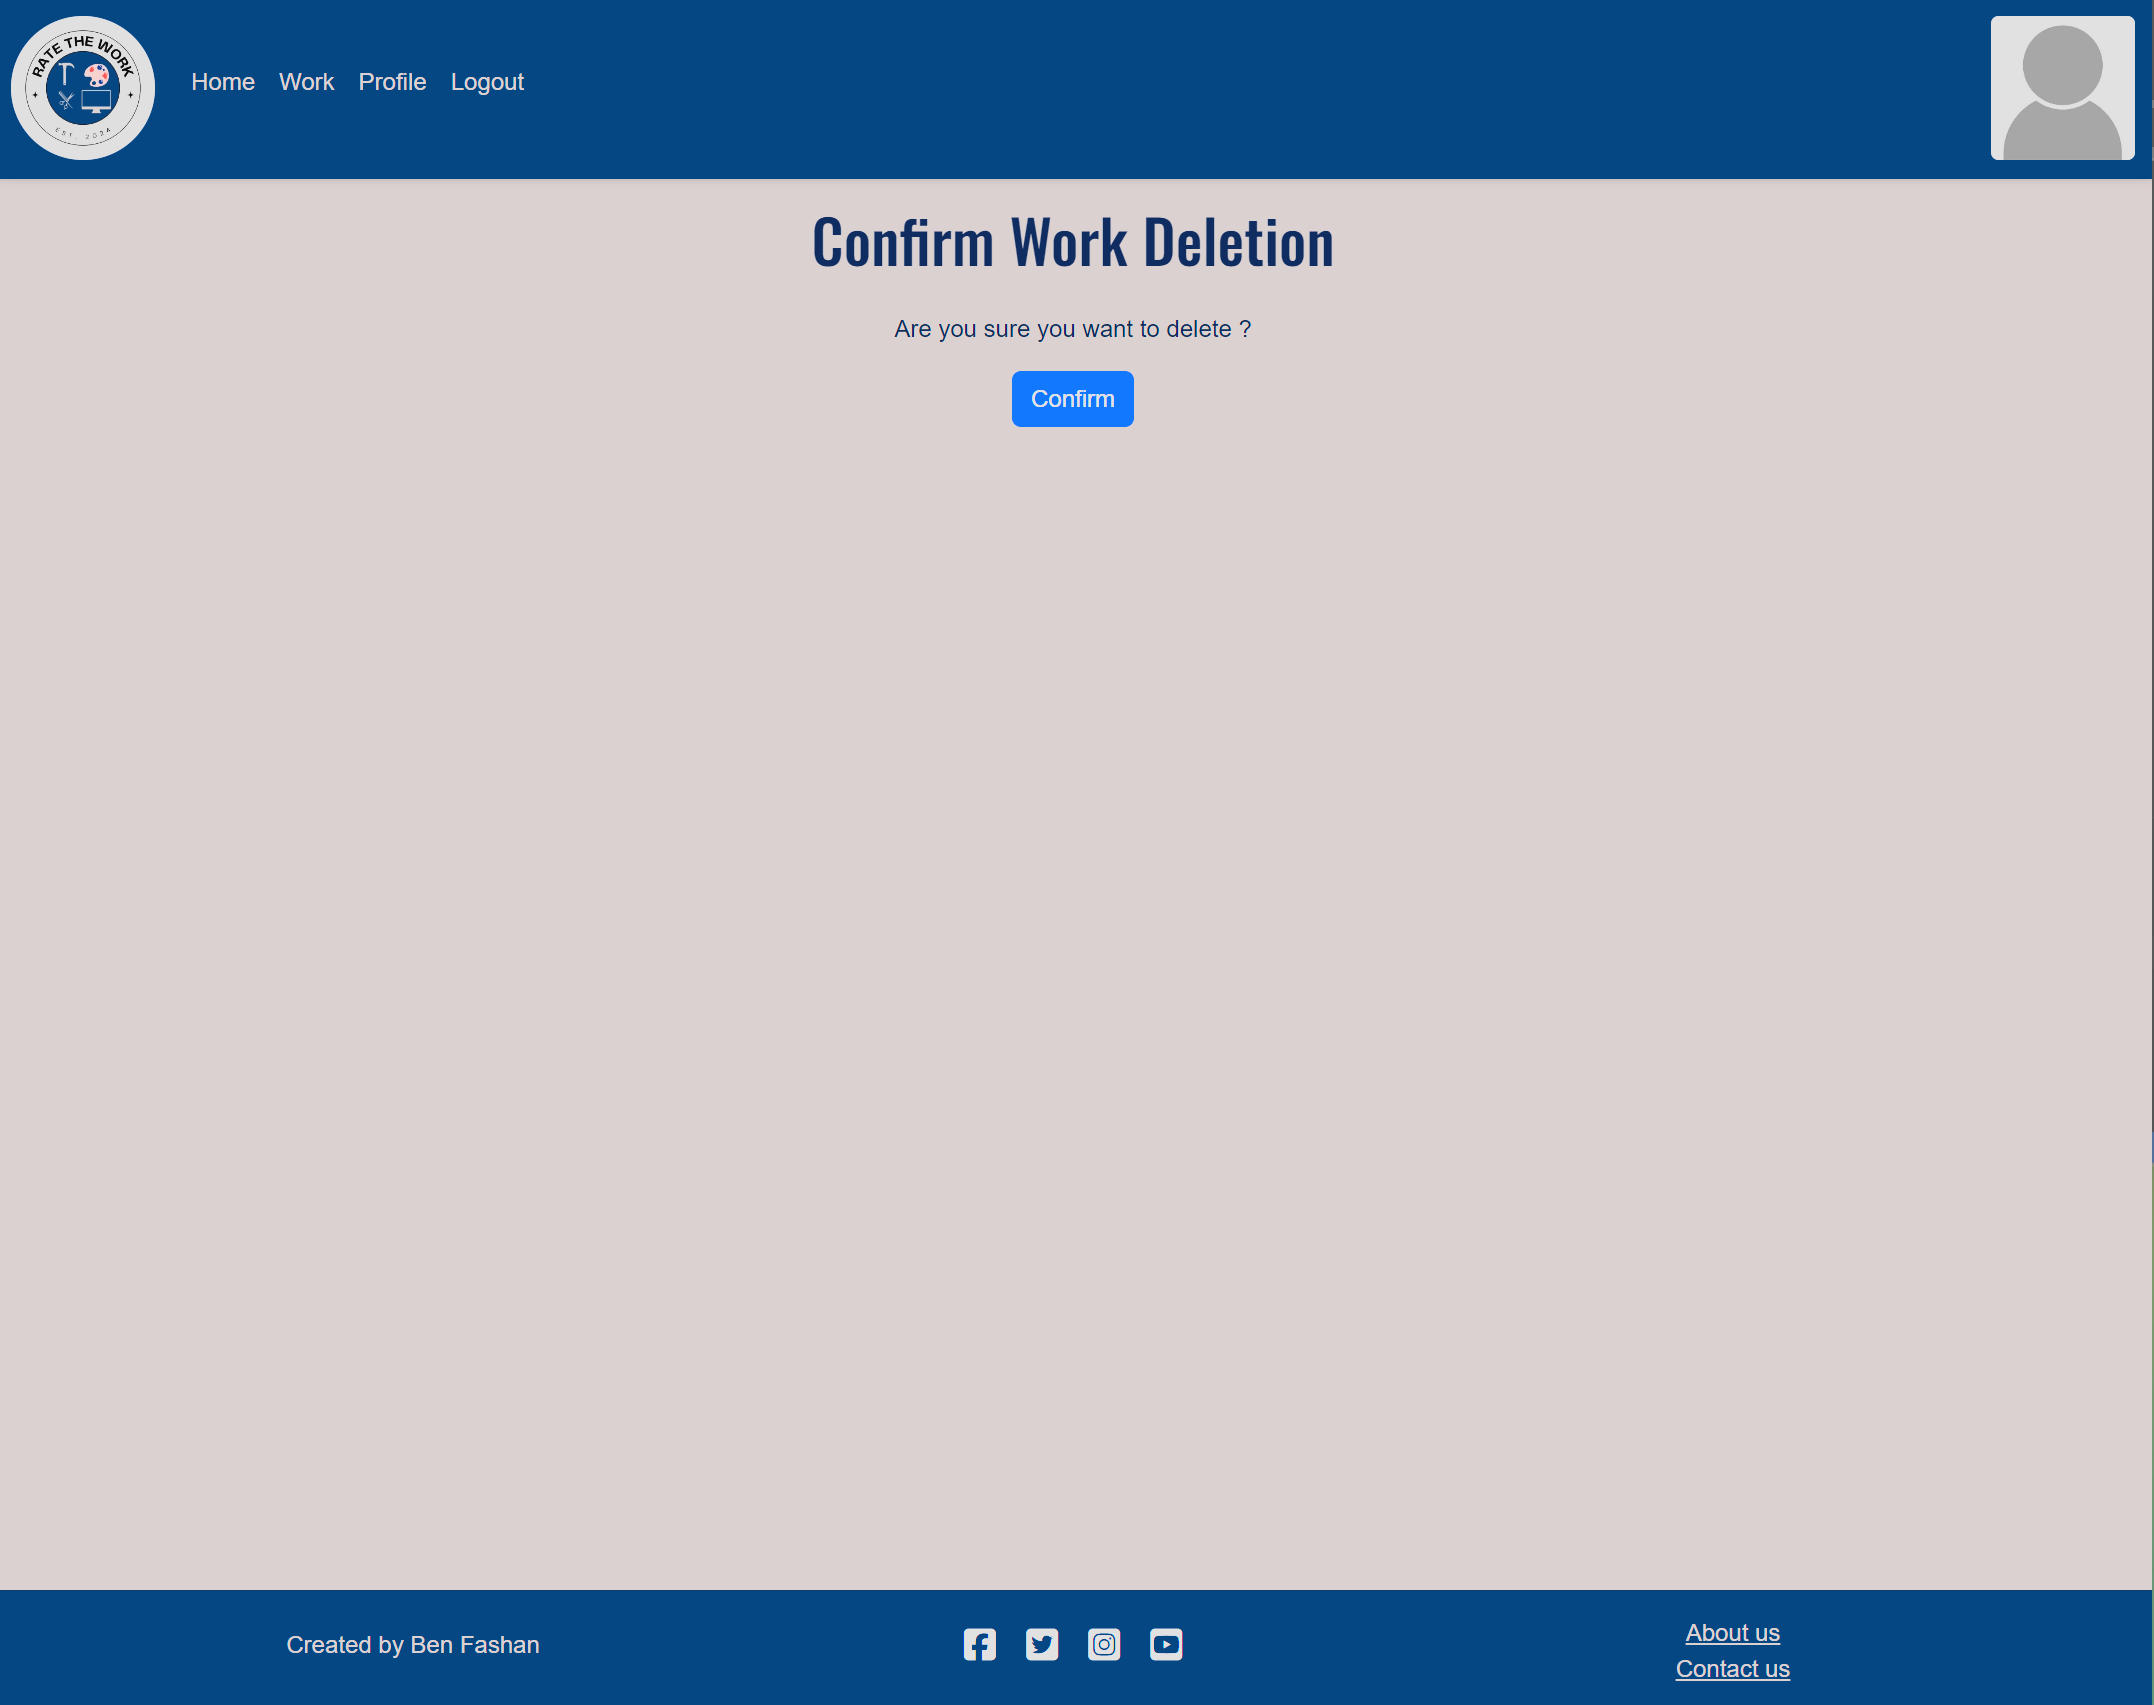 RATE THE WORK
EST. 2024
Home Work Profile Logout
Confirm Work Deletion
Are you sure you want to delete ?
Confirm
Created by Ben Fashan
About us
Contact us